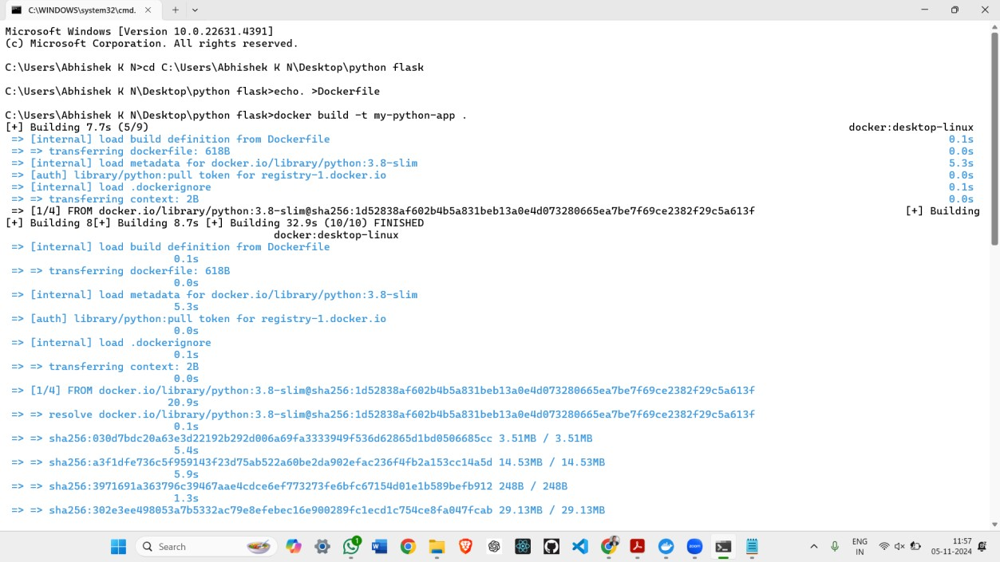 C:\WINDOWS\system32\cmd.
Microsoft Windows [Version 10.0.22631.4391]
(c) Microsoft Corporation. All rights reserved.
C:\Users\Abhishek K N>cd C:\Users\Abhishek K N\Desktop\python flask
C:\Users\Abhishek K N\Desktop\python flask>echo. >Dockerfile
C:\Users\Abhishek K N\Desktop\python flask>docker build -t my-python-app .
[+] Building 7.7s (5/9) docker:desktop-linux
=> [internal] load build definition from Dockerfile 0.1s
=> => transferring dockerfile: 618B 0.0s
=> [internal] load metadata for docker.io/library/python:3.8-slim 5.3s
=> [auth] library/python:pull token for registry-1.docker.io 0.0s
=> [internal] load .dockerignore 0.1s
=> => transferring context: 2B 0.0s
=> [1/4] FROM docker.io/library/python:3.8-slim@sha256:1d52838af602b4b5a831beb13a0e4d073280665ea7be7f69ce2382f29c5a613f [+] Building
[+] Building 8[+] Building 8.7s [+] Building 32.9s (10/10) FINISHED
docker:desktop-linux
=> [internal] load build definition from Dockerfile
0.1s
=> => transferring dockerfile: 618B
0.0s
=> [internal] load metadata for docker.io/library/python:3.8-slim
5.3s
=> [auth] library/python:pull token for registry-1.docker.io
0.0s
=> [internal] load .dockerignore
0.1s
=> => transferring context: 2B
0.0s
=> [1/4] FROM docker.io/library/python:3.8-slim@sha256:1d52838af602b4b5a831beb13a0e4d073280665ea7be7f69ce2382f29c5a613f
20.9s
=> => resolve docker.io/library/python:3.8-slim@sha256:1d52838af602b4b5a831beb13a0e4d073280665ea7be7f69ce2382f29c5a613f
0.1s
=> => sha256:030d7bdc20a63e3d22192b292d006a69fa3333949f536d62865d1bd0506685cc 3.51MB / 3.51MB
5.4s
=> => sha256:a3f1dfe736c5f959143f23d75ab522a60be2da902efac236f4fb2a153cc14a5d 14.53MB / 14.53MB
5.9s
=> => sha256:3971691a363796c39467aae4cdce6ef773273fe6bfc67154d01e1b589befb912 248B / 248B
1.3s
=> => sha256:302e3ee498053a7b5332ac79e8efebec16e900289fc1ecd1c754ce8fa047fcab 29.13MB / 29.13MB
Search
1
zoom
ENG
IN
11:57
05-11-2024